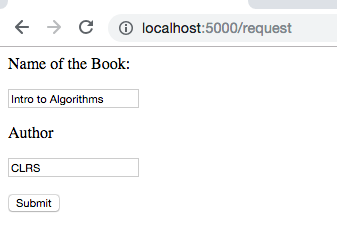 localhost:5000/request
Name of the Book:
Intro to Algorithms
Author
CLRS
Submit